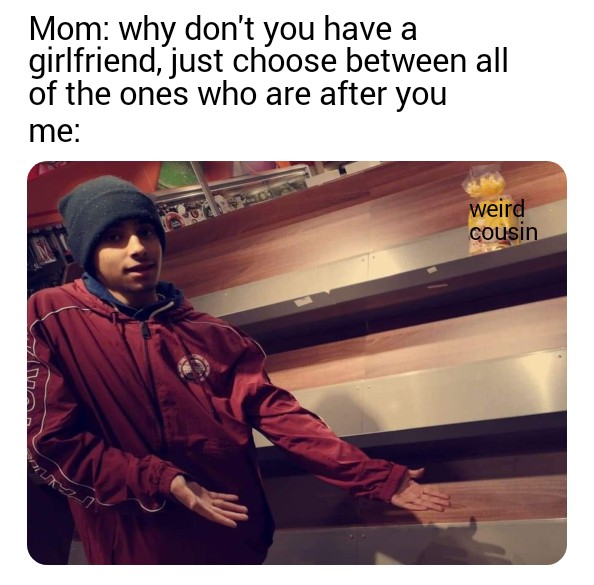 Mom: why don't you have a
girlfriend, just choose between all
of the ones who are after you
me:
weird
cousin